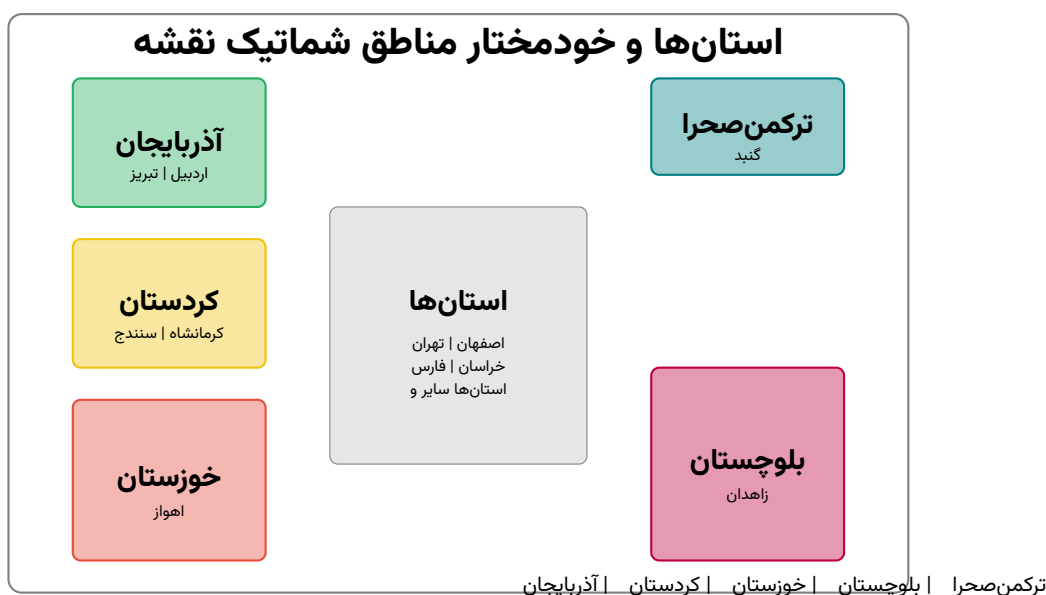 استان‌ها و خودمختار مناطق شماتیک نقشه
ترکمن‌صحرا
گنبد
آذربایجان
اردبیل | تبریز
کردستان
کرمانشاه | سنندج
استان‌ها
اصفهان | تهران
خراسان | فارس
استان‌ها سایر و
بلوچستان
زاهدان
خوزستان
اهواز
ترکمن‌صحرا | بلوچستان | خوزستان | کردستان | آذربایجان